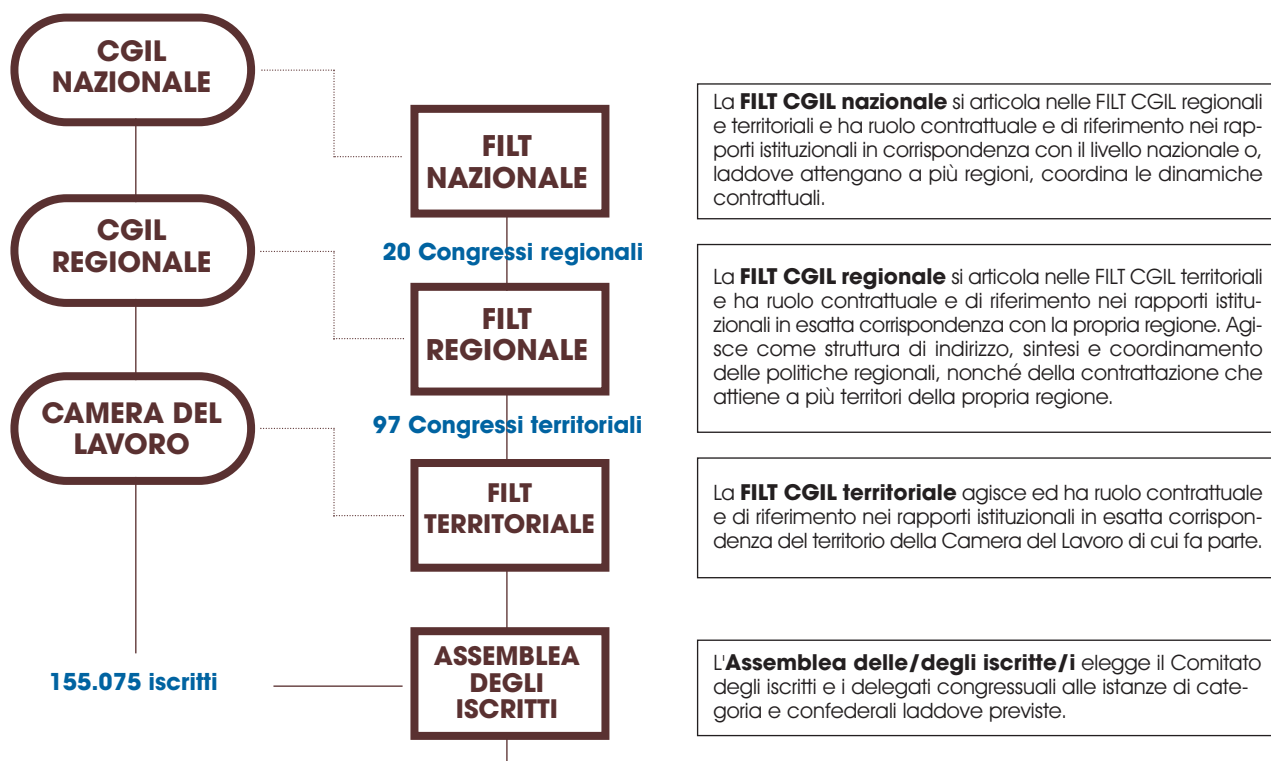 CGIL
NAZIONALE
FILT
NAZIONALE
La FILT CGIL nazionale si articola nelle FILT CGIL regionali
e territoriali e ha ruolo contrattuale e di riferimento nei rap-
porti istituzionali in corrispondenza con il livello nazionale o,
laddove attengano a più regioni, coordina le dinamiche
contrattuali.
CGIL
REGIONALE
20 Congressi regionali
FILT
REGIONALE
La FILT CGIL regionale si articola nelle FILT CGIL territoriali
e ha ruolo contrattuale e di riferimento nei rapporti istitu-
zionali in esatta corrispondenza con la propria regione. Agi-
sce come struttura di indirizzo, sintesi e coordinamento
delle politiche regionali, nonché della contrattazione che
attiene a più territori della propria regione.
CAMERA DEL
LAVORO
97 Congressi territoriali
FILT
TERRITORIALE
La FILT CGIL territoriale agisce ed ha ruolo contrattuale
e di riferimento nei rapporti istituzionali in esatta corrispon-
denza del territorio della Camera del Lavoro di cui fa parte.
155.075 iscritti
ASSEMBLEA
DEGLI
ISCRITTI
L'Assemblea delle/degli iscritte/i elegge il Comitato
degli iscritti e i delegati congressuali alle istanze di cate-
goria e confederali laddove previste.